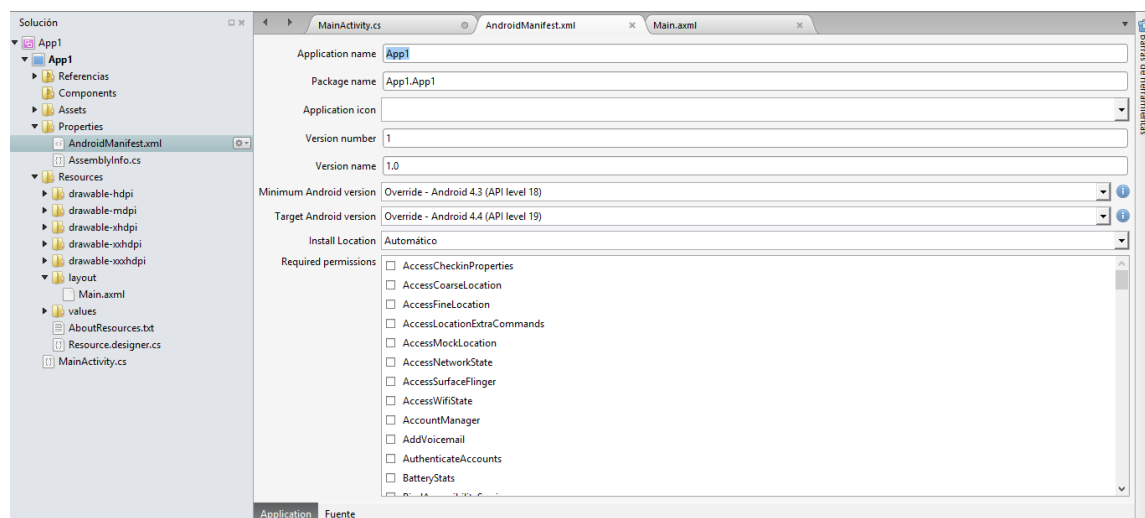 Solución
App1
App1
Referencias
Components
Assets
Properties
AndroidManifest.xml
AssemblyInfo.cs
Resources
drawable-hdpi
drawable-mdpi
drawable-xhdpi
drawable-xxhdpi
drawable-xxxhdpi
layout
Main.axml
values
AboutResources.txt
Resource.designer.cs
MainActivity.cs
MainActivity.cs AndroidManifest.xml Main.axml
Application name App1
Package name App1.App1
Application icon
Version number 1
Version name 1.0
Minimum Android version Override - Android 4.3 (API level 18)
Target Android version Override - Android 4.4 (API level 19)
Install Location Automático
Required permissions
AccessCheckinProperties
AccessCoarseLocation
AccessFineLocation
AccessLocationExtraCommands
AccessMockLocation
AccessNetworkState
AccessSurfaceFlinger
AccessWifiState
AccountManager
AddVoicemail
AuthenticateAccounts
BatteryStats
Application Fuente
Barras de herramientas